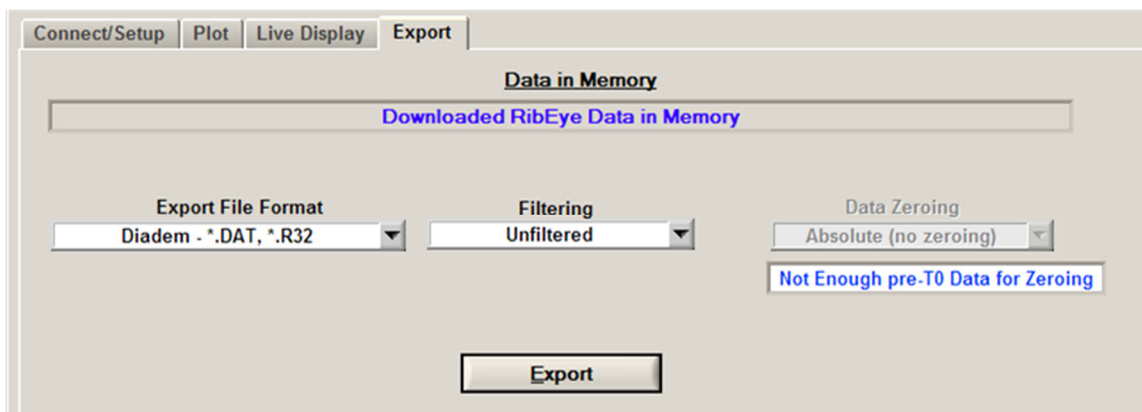 Connect/Setup Plot Live Display Export
Data in Memory
Downloaded RibEye Data in Memory
Export File Format
Filtering
Data Zeroing
Diadem - *.DAT, *.R32
Unfiltered
Absolute (no zeroing)
Not Enough pre-T0 Data for Zeroing
Export